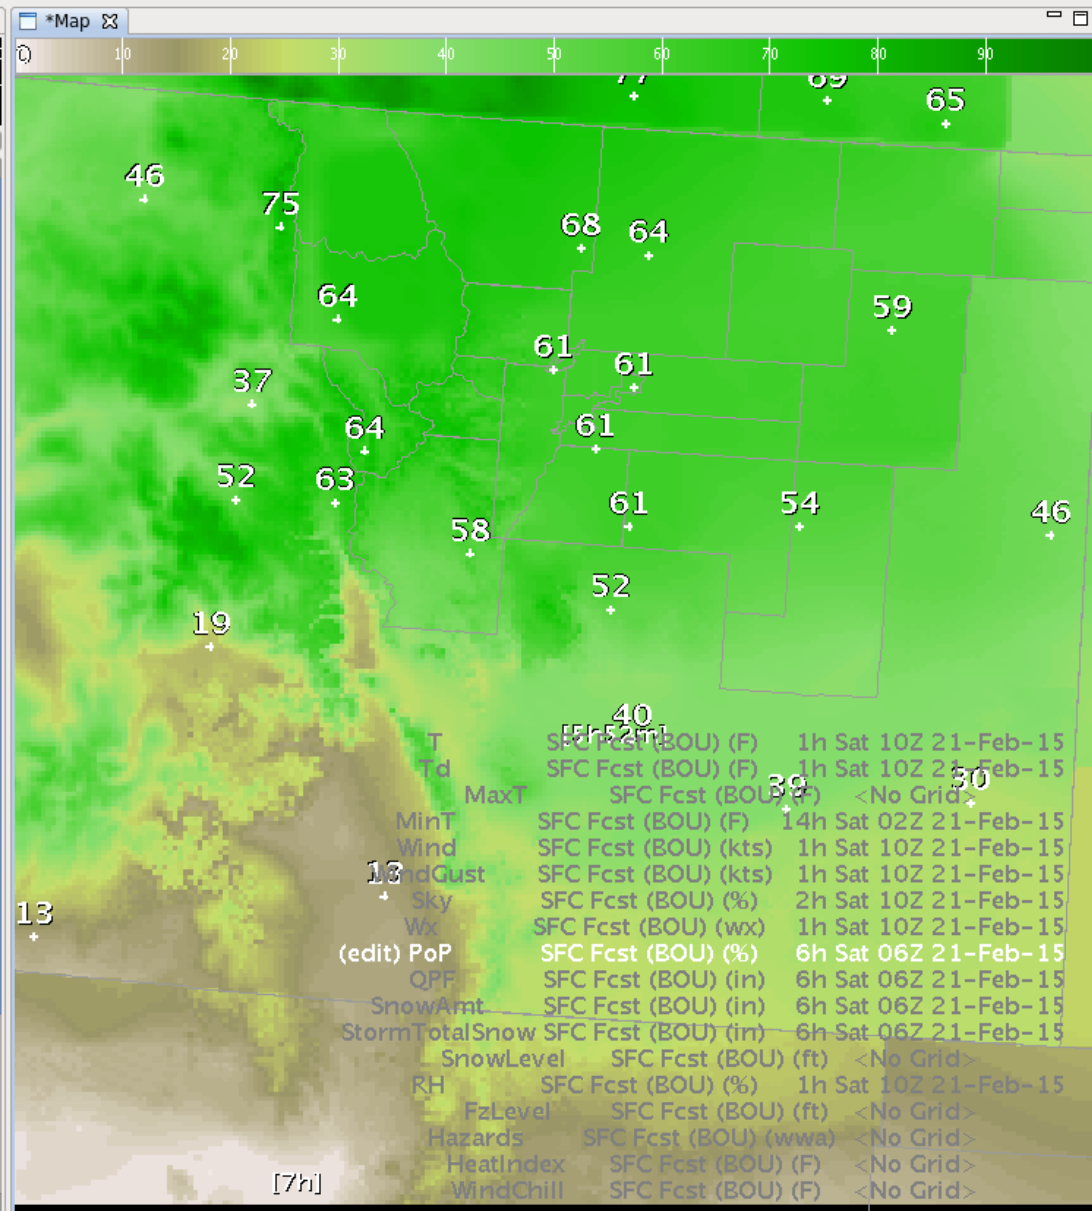 *Map
10 20 30 40 50 60 70 80 90
77 69
65
46
75
68 64
64
59
61
61
37
64 61
52 63
61 54
58 46
52
19
40
[5h52m]
T SFC Fcst (BOU) (F) 1h Sat 10Z 21-Feb-15
Td SFC Fcst (BOU) (F) 1h Sat 10Z 21-Feb-15
39 30
MaxT SFC Fcst (BOU) (F) <No Grid>
MinT SFC Fcst (BOU) (F) 14h Sat 02Z 21-Feb-15
Wind SFC Fcst (BOU) (kts) 1h Sat 10Z 21-Feb-15
13
WindGust SFC Fcst (BOU) (kts) 1h Sat 10Z 21-Feb-15
Sky SFC Fcst (BOU) (%) 2h Sat 10Z 21-Feb-15
13
Wx SFC Fcst (BOU) (wx) 1h Sat 10Z 21-Feb-15
(edit) PoP SFC Fcst (BOU) (%) 6h Sat 06Z 21-Feb-15
QPF SFC Fcst (BOU) (in) 6h Sat 06Z 21-Feb-15
SnowAmt SFC Fcst (BOU) (in) 6h Sat 06Z 21-Feb-15
StormTotalSnow SFC Fcst (BOU) (in) 6h Sat 06Z 21-Feb-15
SnowLevel SFC Fcst (BOU) (ft) <No Grid>
RH SFC Fcst (BOU) (%) 1h Sat 10Z 21-Feb-15
FzLevel SFC Fcst (BOU) (ft) <No Grid>
Hazards SFC Fcst (BOU) (wwa) <No Grid>
HeatIndex SFC Fcst (BOU) (F) <No Grid>
[7h]
WindChill SFC Fcst (BOU) (F) <No Grid>